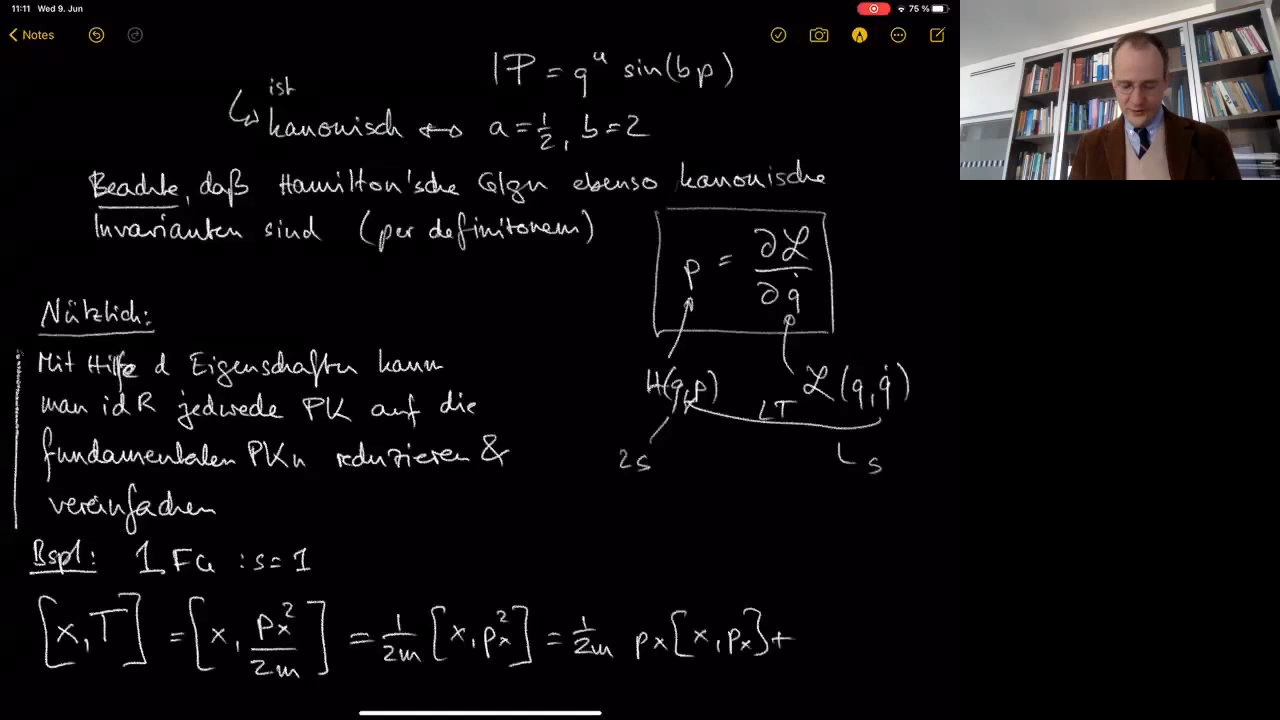 11:11 Wed 9. Jun 75 %
Notes
P = q^a sin(bp)
ist
kanonisch ↔ a = 1/2, b = 2
Beachte, daß Hamilton'sche Glgn ebenso kanonische
Invarianten sind (per definitonem)
p = ∂ℒ/∂q̇
Nützlich:
Mit Hilfe d Eigenschaften kann
man idR jedwede PK auf die
fundamentalen PKn reduzieren &
vereinfachen
H(q,p) LT ℒ(q,q̇)
2s s
Bspl: 1 FG : s=1
[x,T] = [x, px²/2m] = 1/2m [x,px²] = 1/2m px[x,px]+